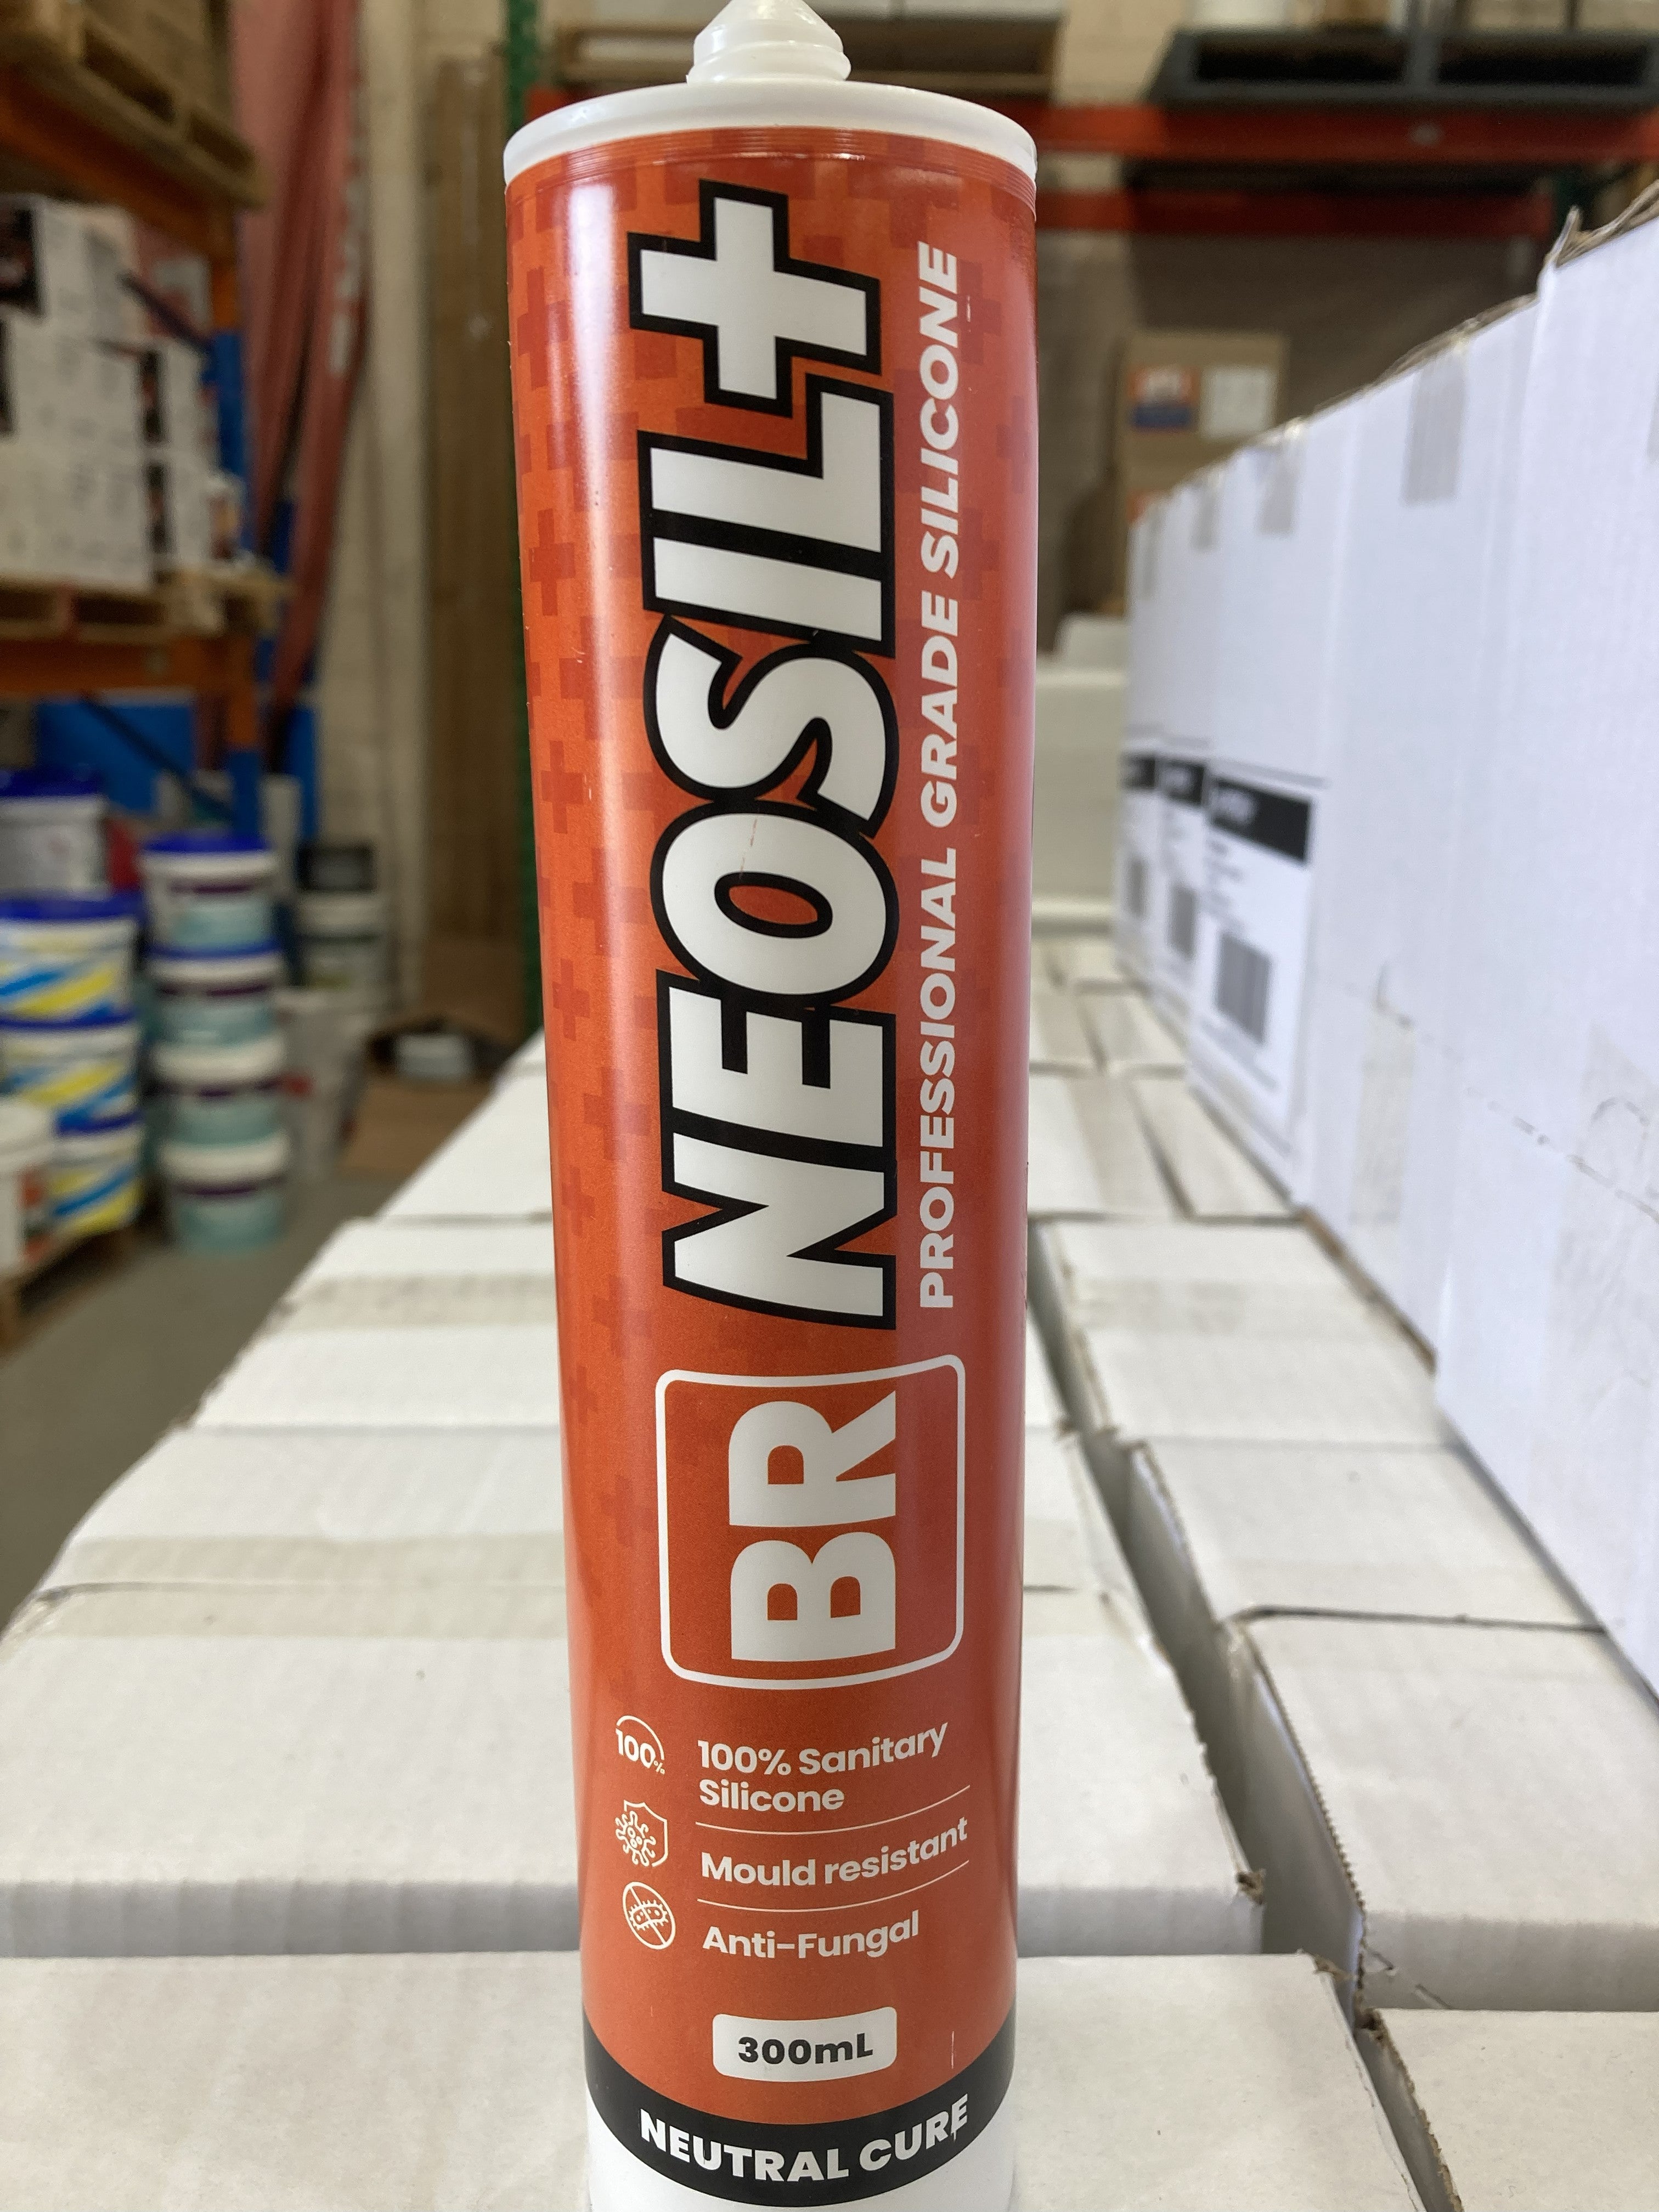 NEOSIL+
PROFESSIONAL GRADE SILICONE
BR
100%
100% Sanitary
Silicone
Mould resistant
Anti-Fungal
300mL
NEUTRAL CURE